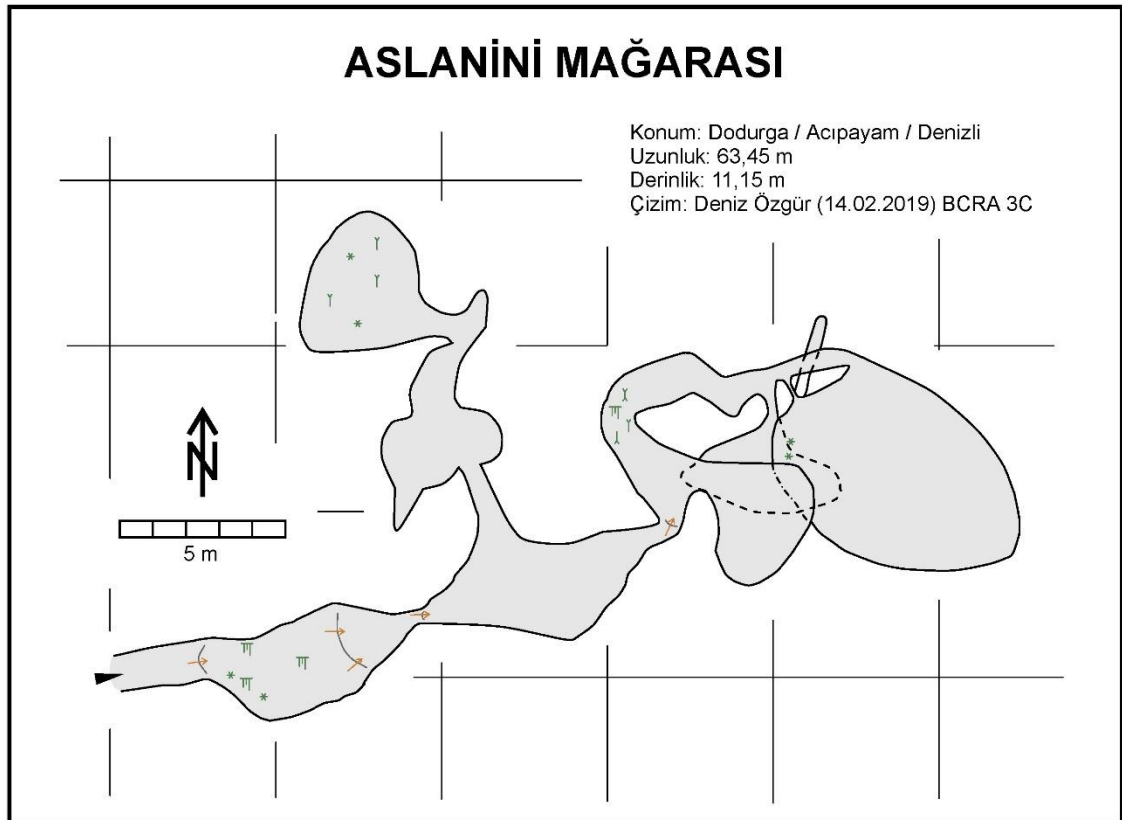 ASLANİNİ MAĞARASI
Konum: Dodurga / Acıpayam / Denizli
Uzunluk: 63,45 m
Derinlik: 11,15 m
Çizim: Deniz Özgür (14.02.2019) BCRA 3C
N
5 m